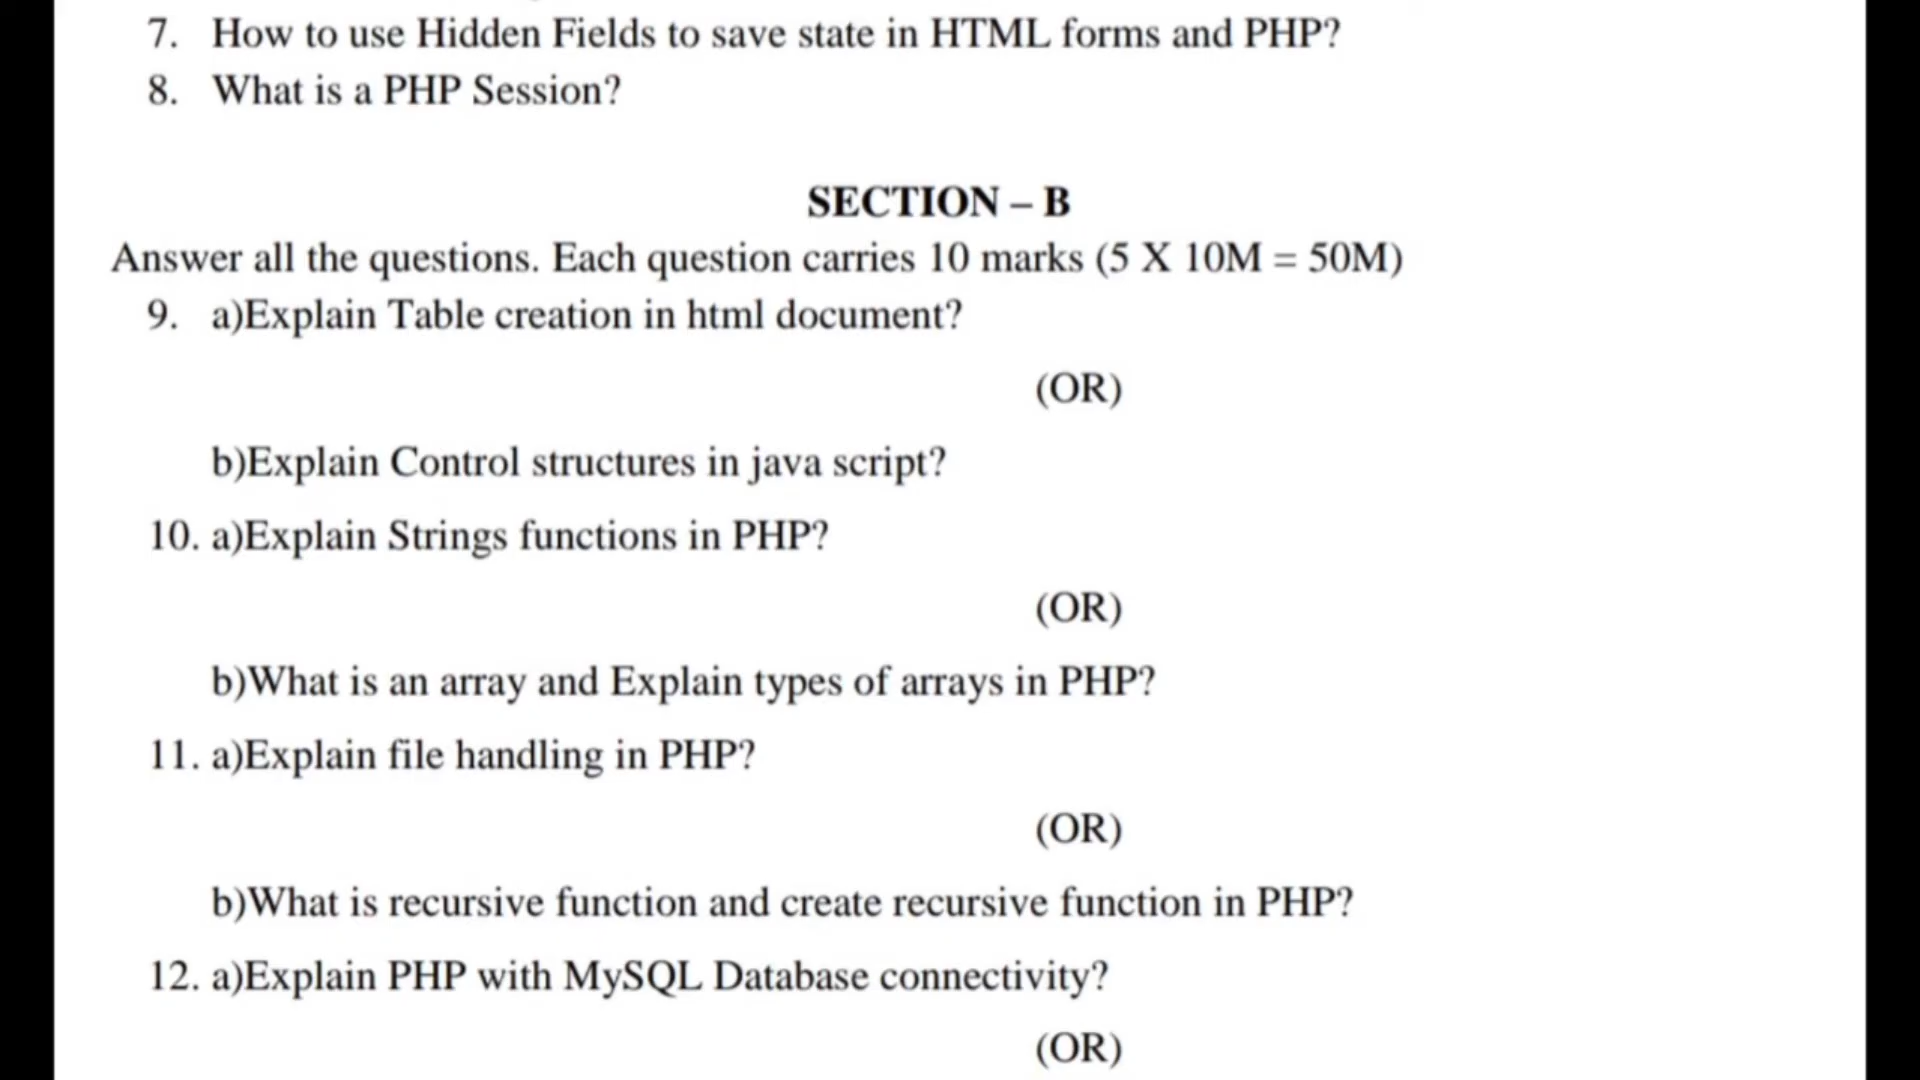 7. How to use Hidden Fields to save state in HTML forms and PHP?
8. What is a PHP Session?
SECTION – B
Answer all the questions. Each question carries 10 marks (5 X 10M = 50M)
9. a)Explain Table creation in html document?
(OR)
b)Explain Control structures in java script?
10. a)Explain Strings functions in PHP?
(OR)
b)What is an array and Explain types of arrays in PHP?
11. a)Explain file handling in PHP?
(OR)
b)What is recursive function and create recursive function in PHP?
12. a)Explain PHP with MySQL Database connectivity?
(OR)